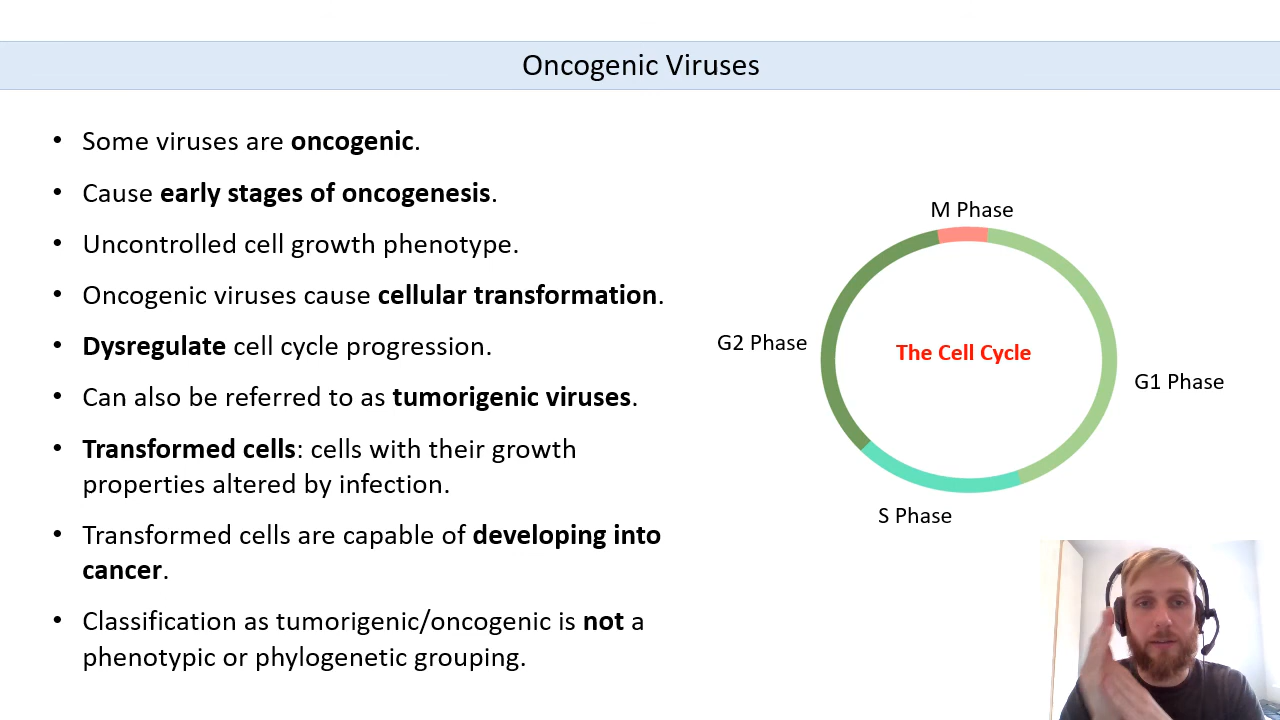 Oncogenic Viruses
• Some viruses are oncogenic.
• Cause early stages of oncogenesis.
• Uncontrolled cell growth phenotype.
• Oncogenic viruses cause cellular transformation.
• Dysregulate cell cycle progression.
• Can also be referred to as tumorigenic viruses.
• Transformed cells: cells with their growth
properties altered by infection.
• Transformed cells are capable of developing into
cancer.
• Classification as tumorigenic/oncogenic is not a
phenotypic or phylogenetic grouping.
M Phase
G2 Phase
The Cell Cycle
G1 Phase
S Phase